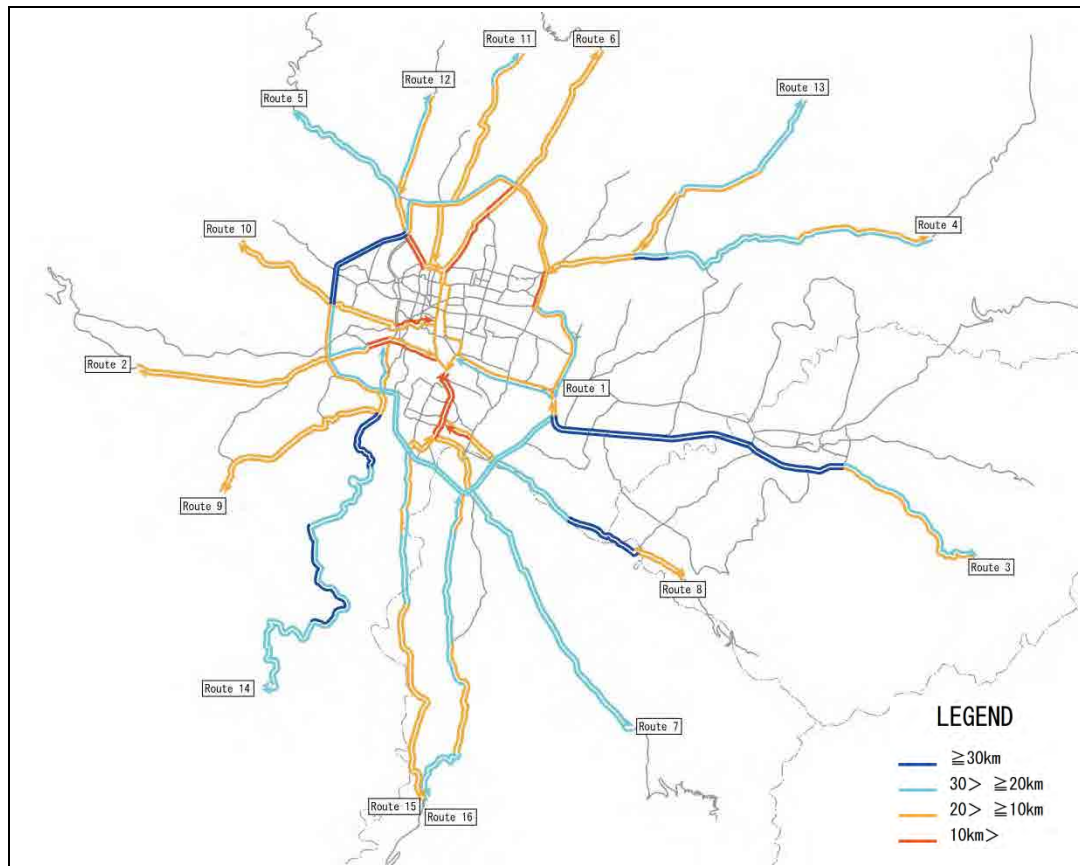 Route 11
Route 6
Route 12
Route 5
Route 13
Route 10
Route 4
Route 2
Route 1
Route 9
Route 3
Route 8
Route 14
Route 7
Route 15
Route 16
LEGEND
≧30km
30> ≧20km
20> ≧10km
10km>